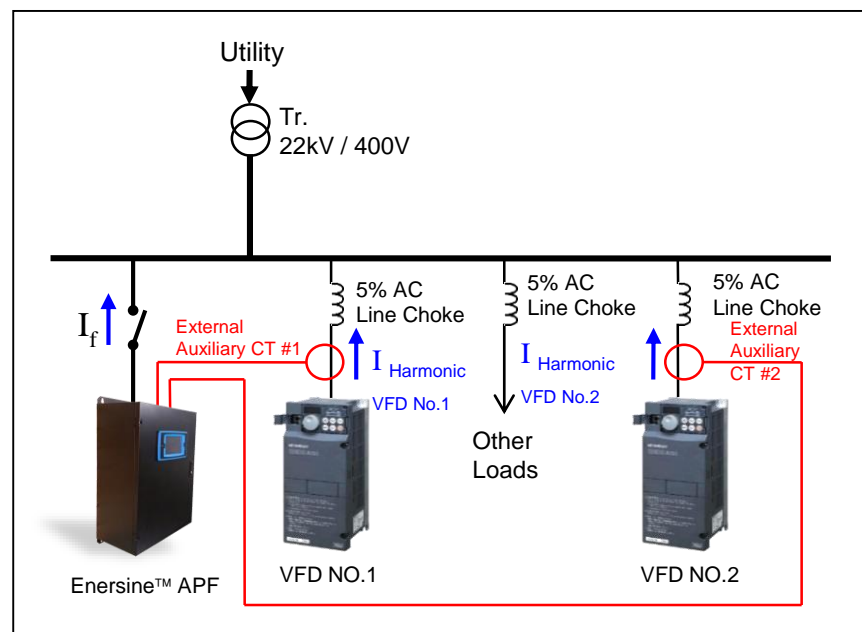 Utility
Tr.
22kV / 400V
5% AC
Line Choke
5% AC
Line Choke
5% AC
Line Choke
If
External
Auxiliary CT #1
I Harmonic
VFD No.1
I Harmonic
VFD No.2
External
Auxiliary
CT #2
Other
Loads
Enersine™ APF
VFD NO.1
VFD NO.2